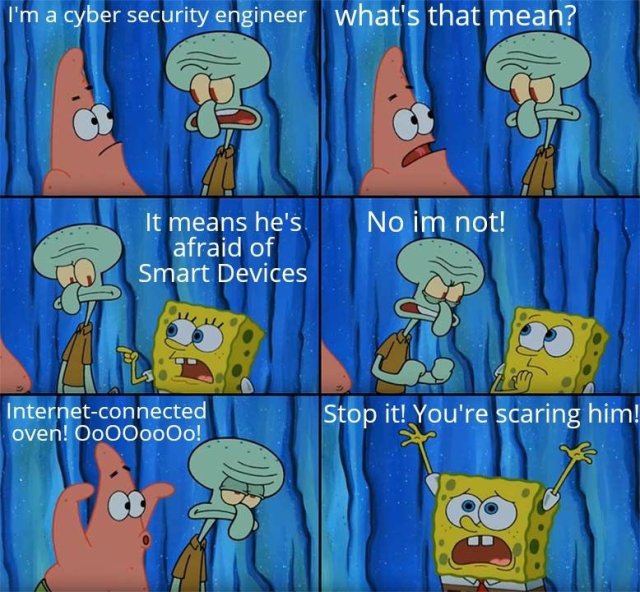 I'm a cyber security engineer
what's that mean?
It means he's
afraid of
Smart Devices
No im not!
Internet-connected
oven! OoOOooOo!
Stop it! You're scaring him!